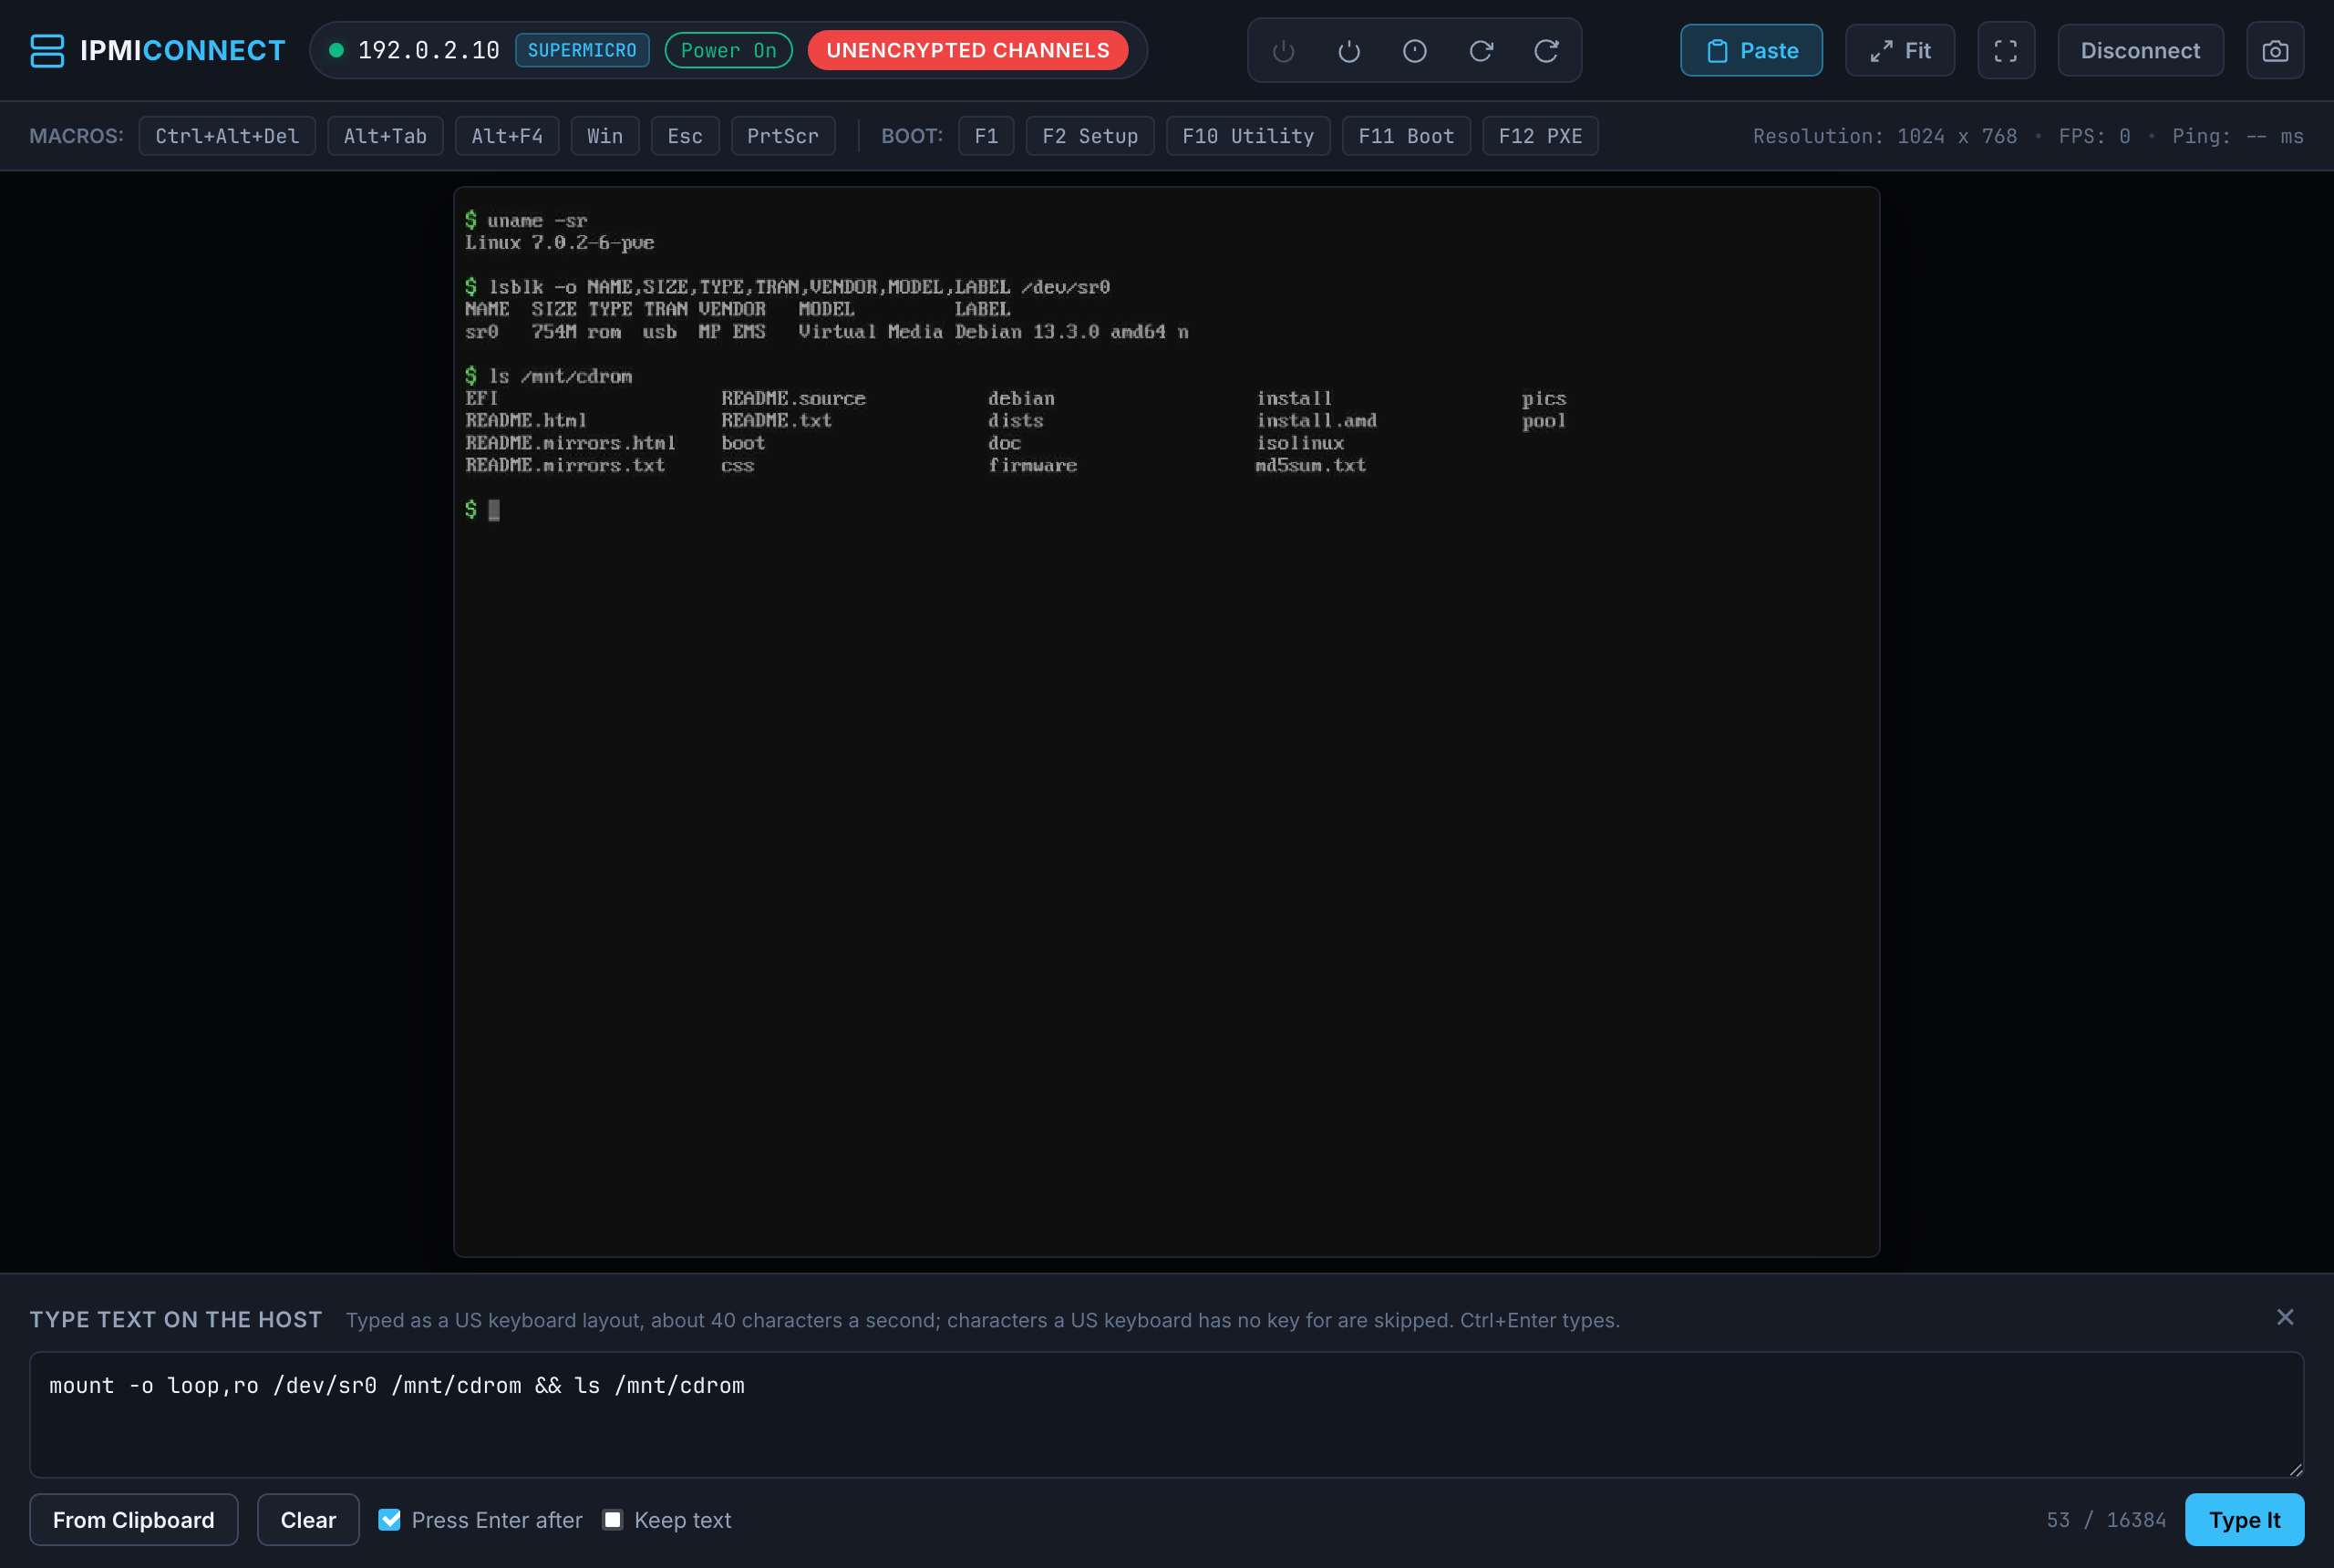 IPMICONNECT 192.0.2.10 SUPERMICRO Power On UNENCRYPTED CHANNELS Paste Fit Disconnect
MACROS: Ctrl+Alt+Del Alt+Tab Alt+F4 Win Esc PrtScr BOOT: F1 F2 Setup F10 Utility F11 Boot F12 PXE Resolution: 1024 x 768 • FPS: 0 • Ping: -- ms
$ uname -sr
Linux 7.0.2-6-pve
$ lsblk -o NAME,SIZE,TYPE,TRAN,VENDOR,MODEL,LABEL /dev/sr0
NAME SIZE TYPE TRAN VENDOR MODEL LABEL
sr0 754M rom usb MP EMS Virtual Media Debian 13.3.0 amd64 n
$ ls /mnt/cdrom
EFI README.source debian install pics
README.html README.txt dists install.amd pool
README.mirrors.html boot doc isolinux
README.mirrors.txt css firmware md5sum.txt
$
TYPE TEXT ON THE HOST Typed as a US keyboard layout, about 40 characters a second; characters a US keyboard has no key for are skipped. Ctrl+Enter types.
mount -o loop,ro /dev/sr0 /mnt/cdrom && ls /mnt/cdrom
From Clipboard Clear Press Enter after Keep text 53 / 16384 Type It